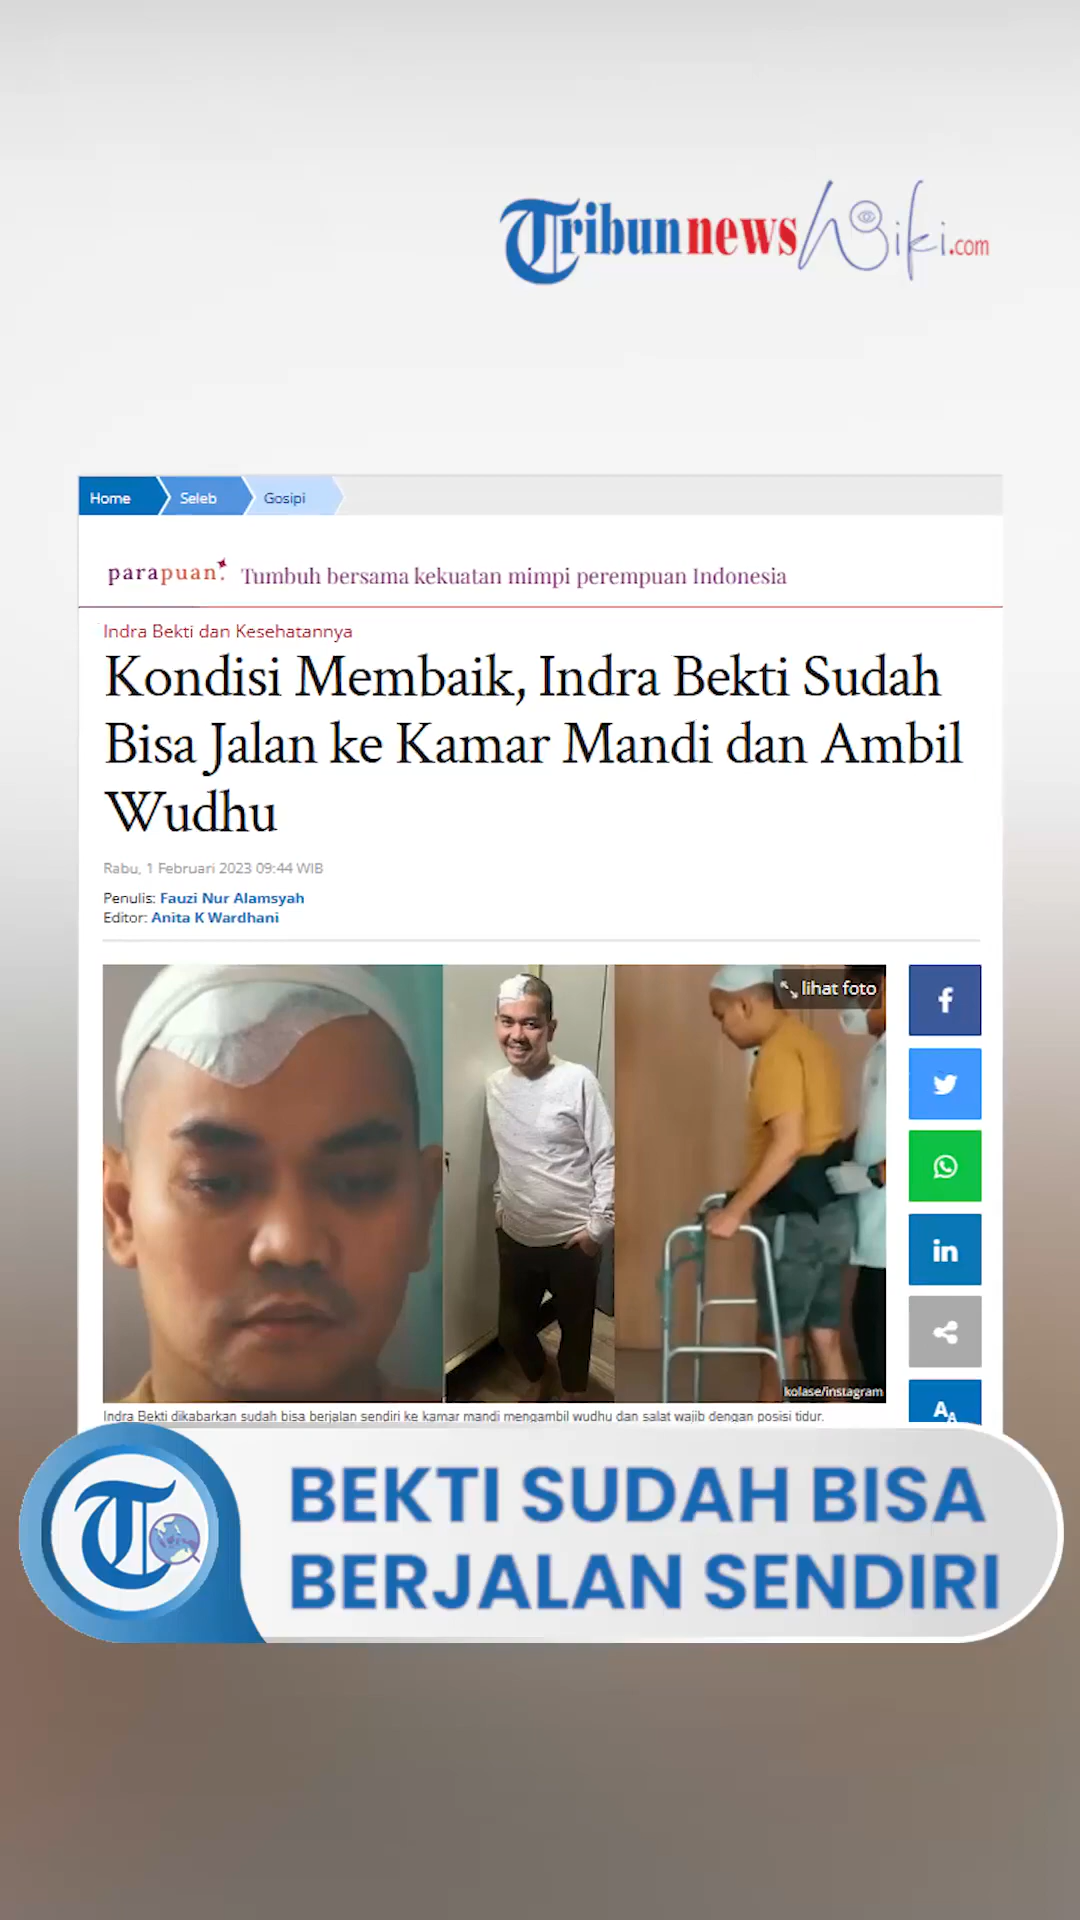 Tribunnewswiki.com
Home Seleb Gosipi
parapuan. Tumbuh bersama kekuatan mimpi perempuan Indonesia
Indra Bekti dan Kesehatannya
Kondisi Membaik, Indra Bekti Sudah
Bisa Jalan ke Kamar Mandi dan Ambil
Wudhu
Rabu, 1 Februari 2023 09:44 WIB
Penulis: Fauzi Nur Alamsyah
Editor: Anita K Wardhani
lihat foto
f
in
kolase/instagram
AA
Indra Bekti dikabarkan sudah bisa berjalan sendiri ke kamar mandi mengambil wudhu dan salat wajib dengan posisi tidur.
T
BEKTI SUDAH BISA
BERJALAN SENDIRI